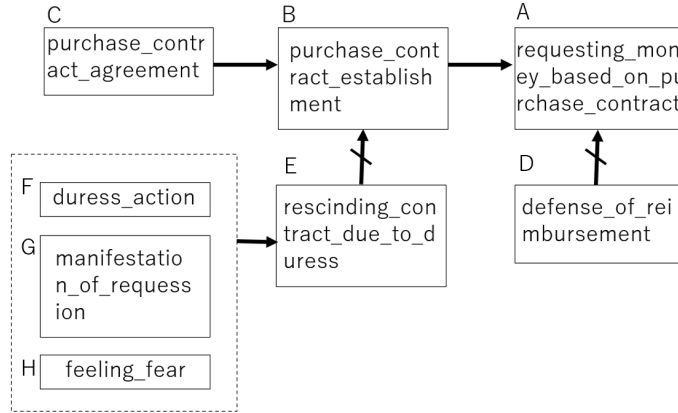 C
purchase_contr
act_agreement
B
purchase_cont
ract_establish
ment
A
requesting_mon
ey_based_on_pu
rchase_contract
F
duress_action
G
manifestatio
n_of_requess
ion
H
feeling_fear
E
rescinding_con
tract_due_to_d
uress
D
defense_of_rei
mbursement